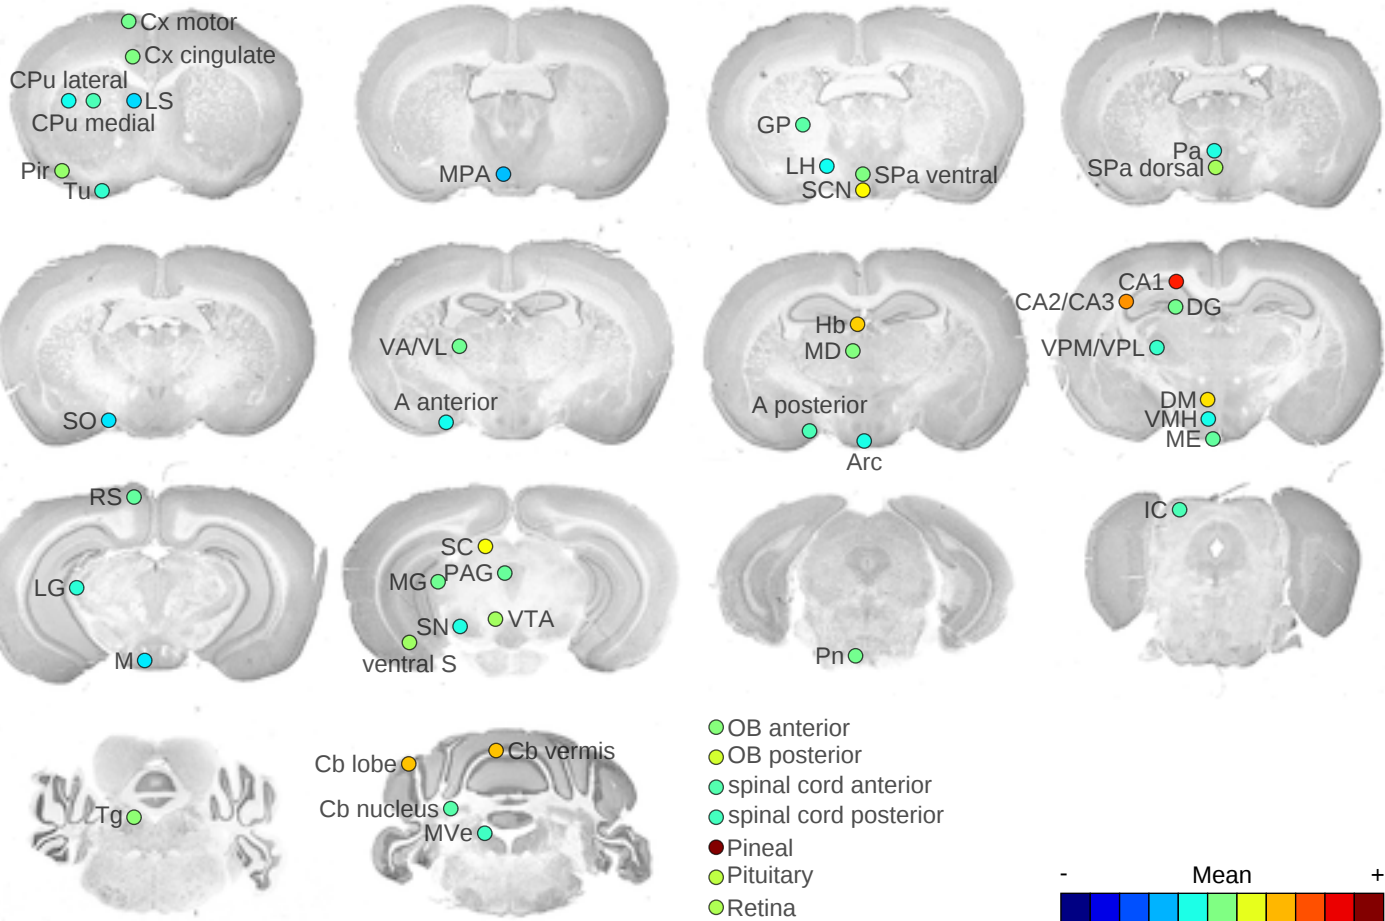 Cx motor
Cx cingulate
CPu lateral
LS
CPu medial
Pir
Tu
MPA
GP
LH
SPa ventral
SCN
Pa
SPa dorsal
SO
VA/VL
A anterior
Hb
MD
A posterior
Arc
CA1
CA2/CA3
DG
VPM/VPL
DM
VMH
ME
RS
LG
M
SC
MG
PAG
SN
VTA
ventral S
Pn
IC
Tg
Cb lobe
Cb vermis
Cb nucleus
MVe
OB anterior
OB posterior
spinal cord anterior
spinal cord posterior
Pineal
Pituitary
Retina
- Mean +